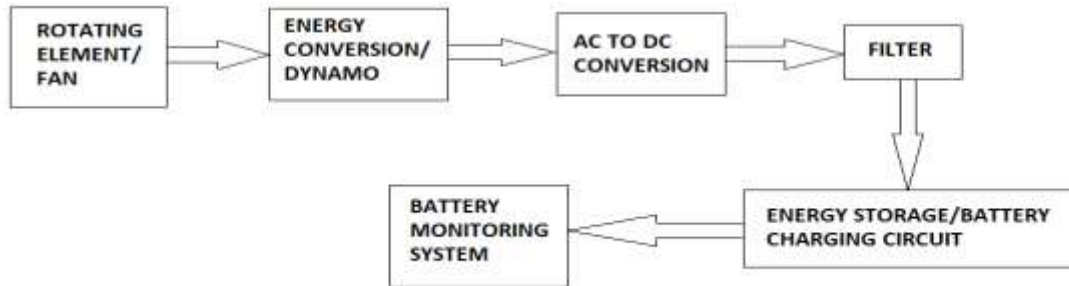 ROTATING
ELEMENT/
FAN
ENERGY
CONVERSION/
DYNAMO
AC TO DC
CONVERSION
FILTER
ENERGY STORAGE/BATTERY
CHARGING CIRCUIT
BATTERY
MONITORING
SYSTEM